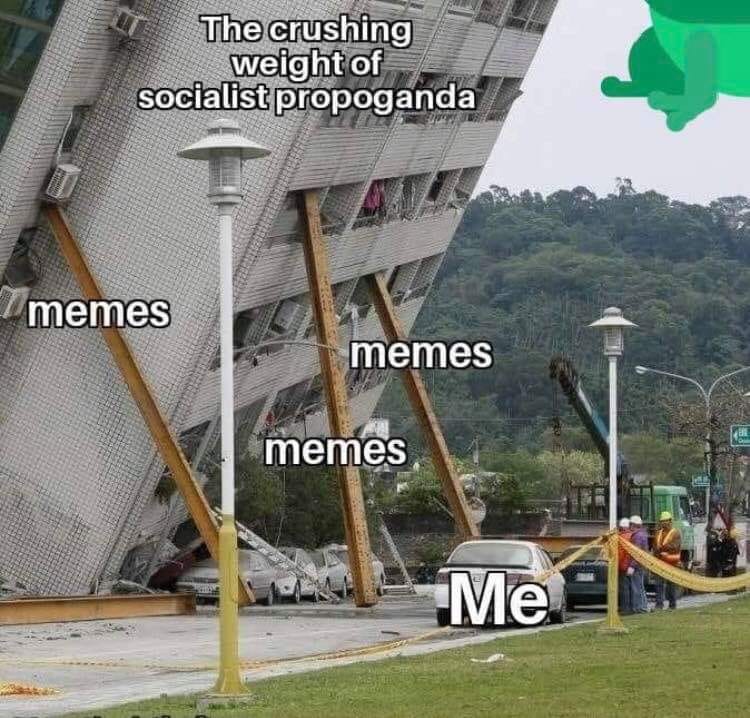 The crushing
weight of
socialist propoganda
memes
memes
memes
Me